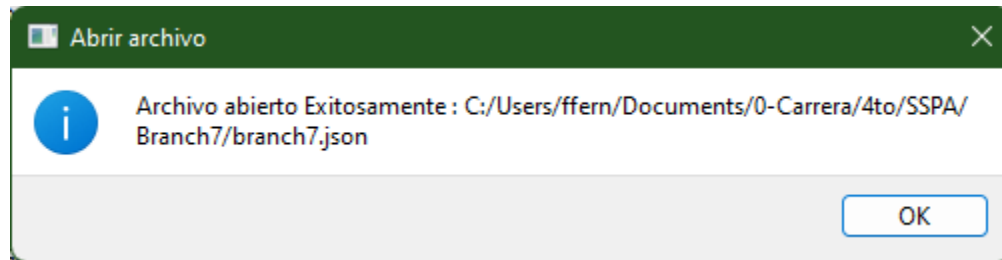 Abrir archivo
Archivo abierto Exitosamente : C:/Users/ffern/Documents/0-Carrera/4to/SSPA/
Branch7/branch7.json
OK